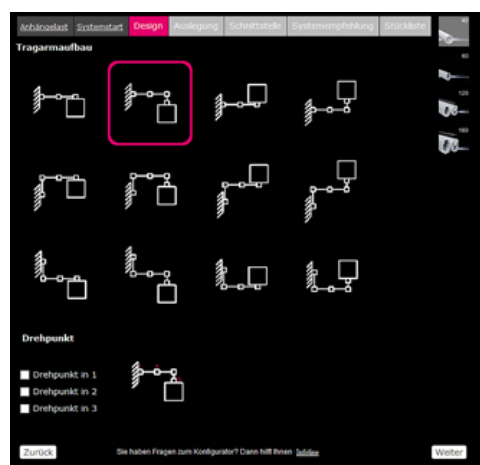 Anhängelast Systemstart Design Auslegung Schnittstelle Systemempfehlung Stückliste
Tragarmaufbau
40
60
120
180
Drehpunkt
Drehpunkt in 1
Drehpunkt in 2
Drehpunkt in 3
Zurück Sie haben Fragen zum Konfigurator? Dann hilft Ihnen Weiter